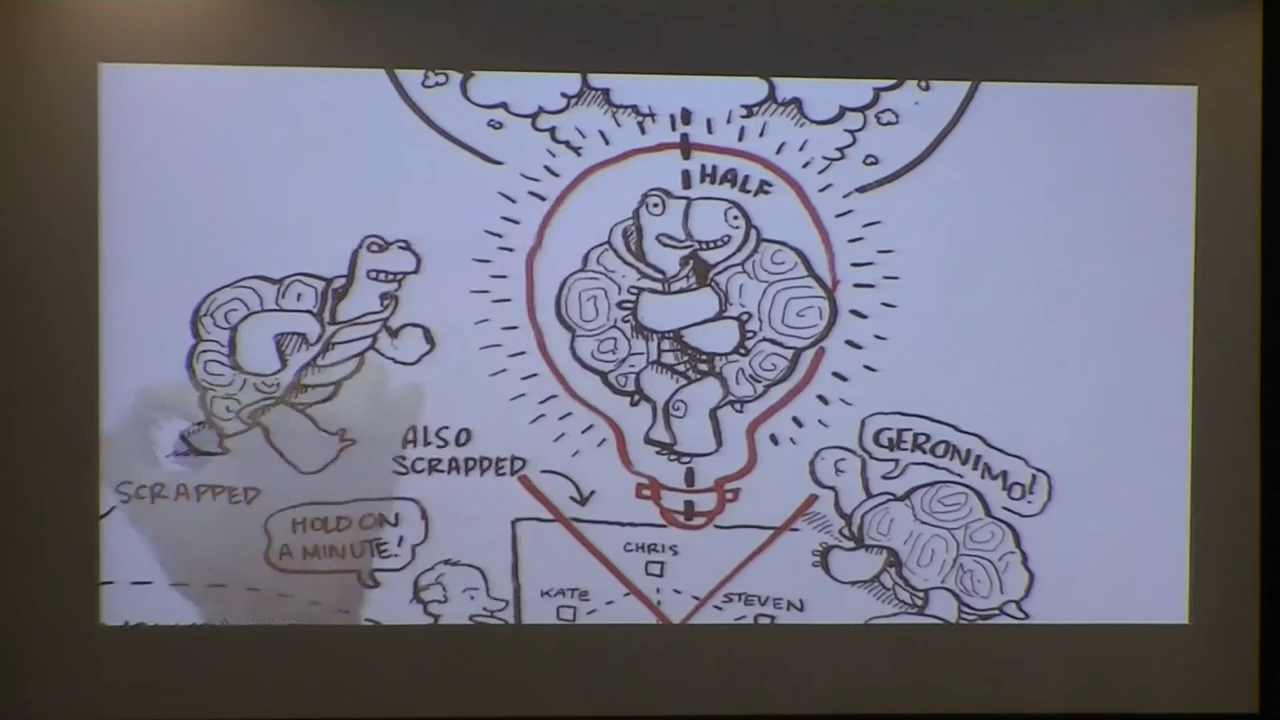 HALF
GERONIMO!
ALSO
SCRAPPED
SCRAPPED
HOLD ON
A MINUTE!
CHRIS
KATE
STEVEN